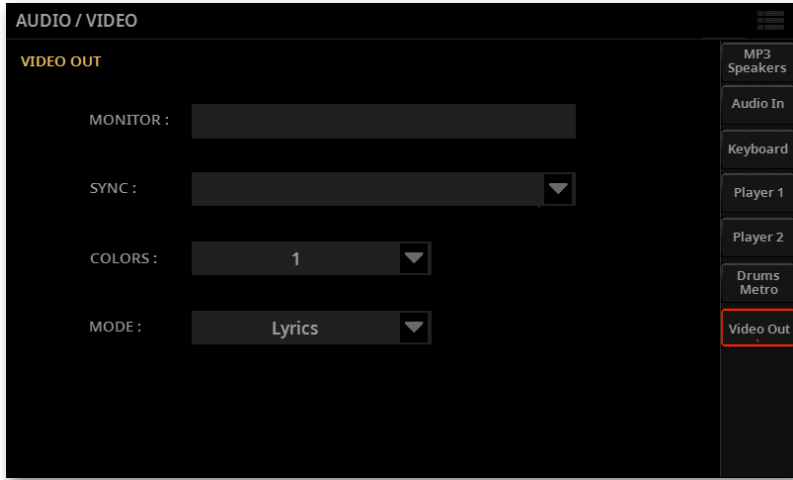 AUDIO / VIDEO
VIDEO OUT
MONITOR :
SYNC :
COLORS :
1
MODE :
Lyrics
MP3
Speakers
Audio In
Keyboard
Player 1
Player 2
Drums
Metro
Video Out